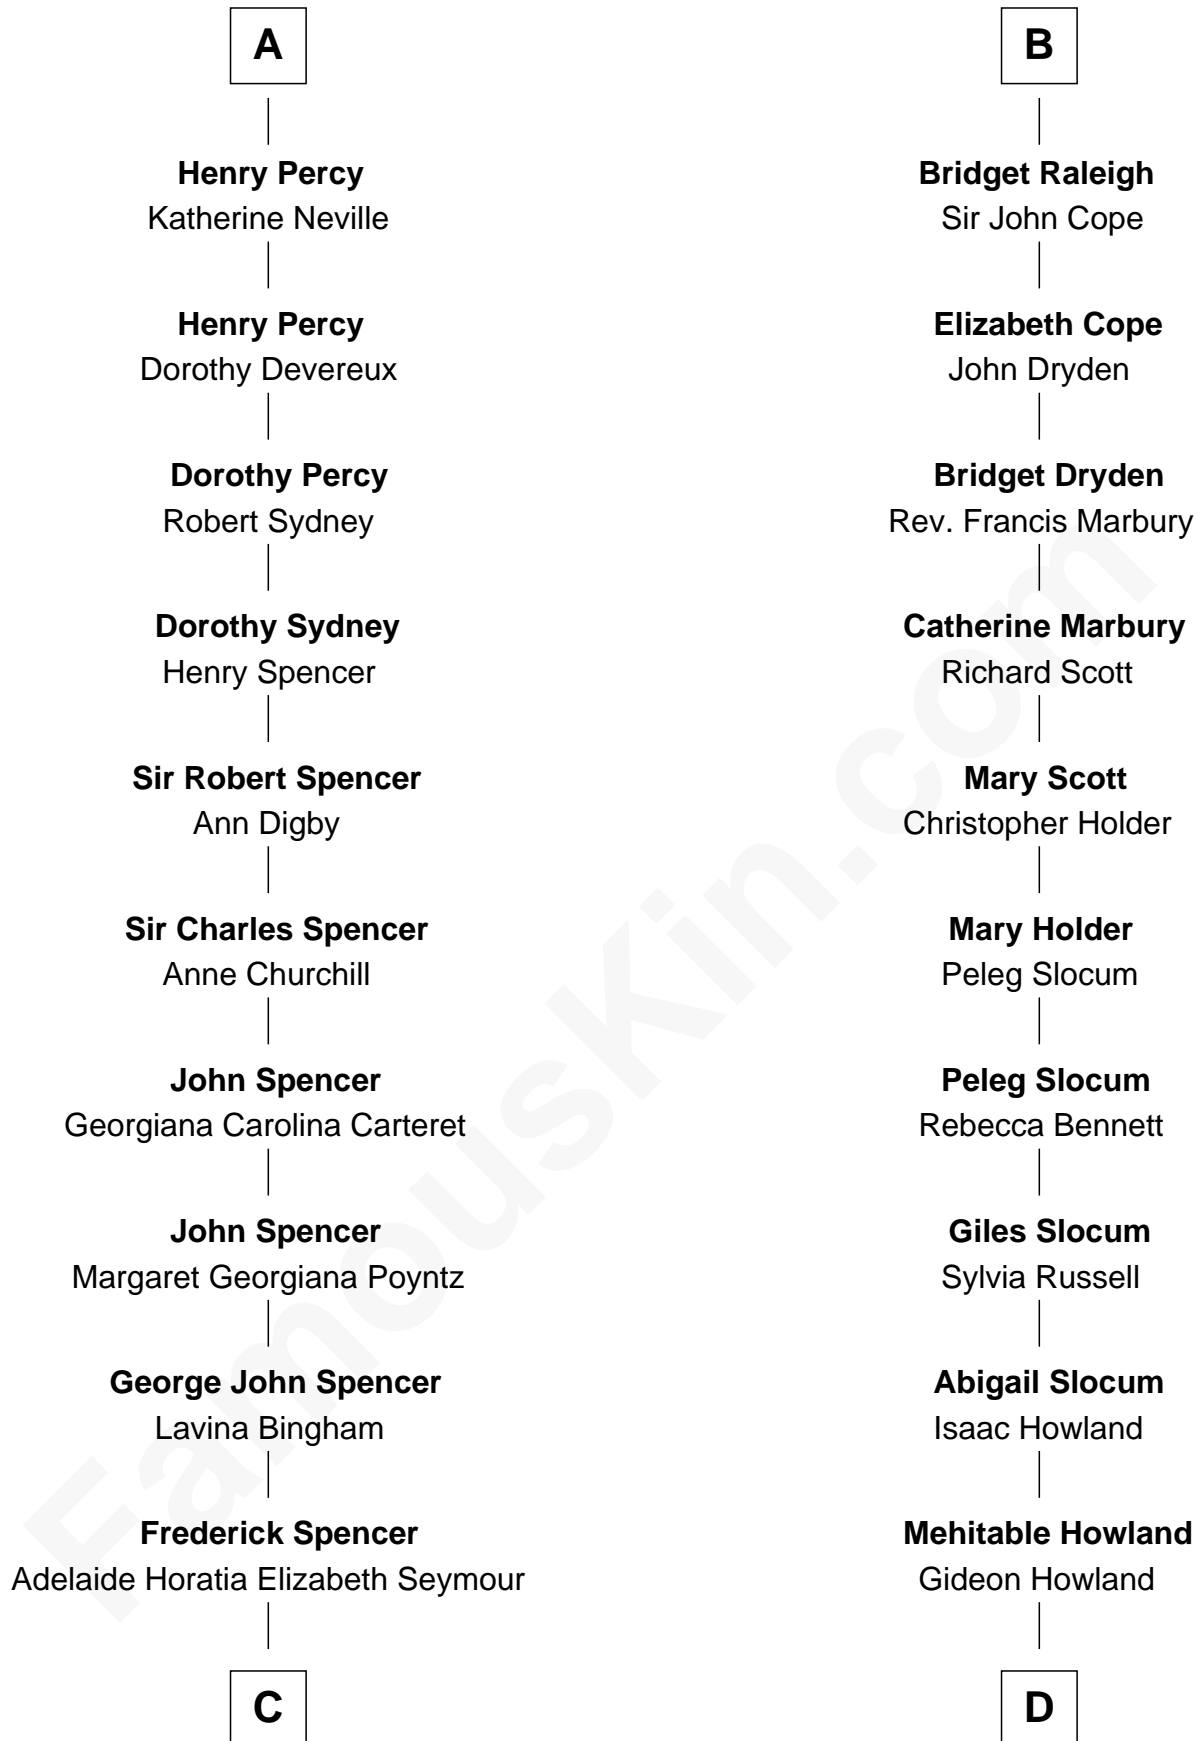 A
Henry Percy
Katherine Neville
Henry Percy
Dorothy Devereux
Dorothy Percy
Robert Sydney
Dorothy Sydney
Henry Spencer
Sir Robert Spencer
Ann Digby
Sir Charles Spencer
Anne Churchill
John Spencer
Georgiana Carolina Carteret
John Spencer
Margaret Georgiana Poyntz
George John Spencer
Lavina Bingham
Frederick Spencer
Adelaide Horatia Elizabeth Seymour
C
B
Bridget Raleigh
Sir John Cope
Elizabeth Cope
John Dryden
Bridget Dryden
Rev. Francis Marbury
Catherine Marbury
Richard Scott
Mary Scott
Christopher Holder
Mary Holder
Peleg Slocum
Peleg Slocum
Rebecca Bennett
Giles Slocum
Sylvia Russell
Abigail Slocum
Isaac Howland
Mehitable Howland
Gideon Howland
D
FamousKin.com